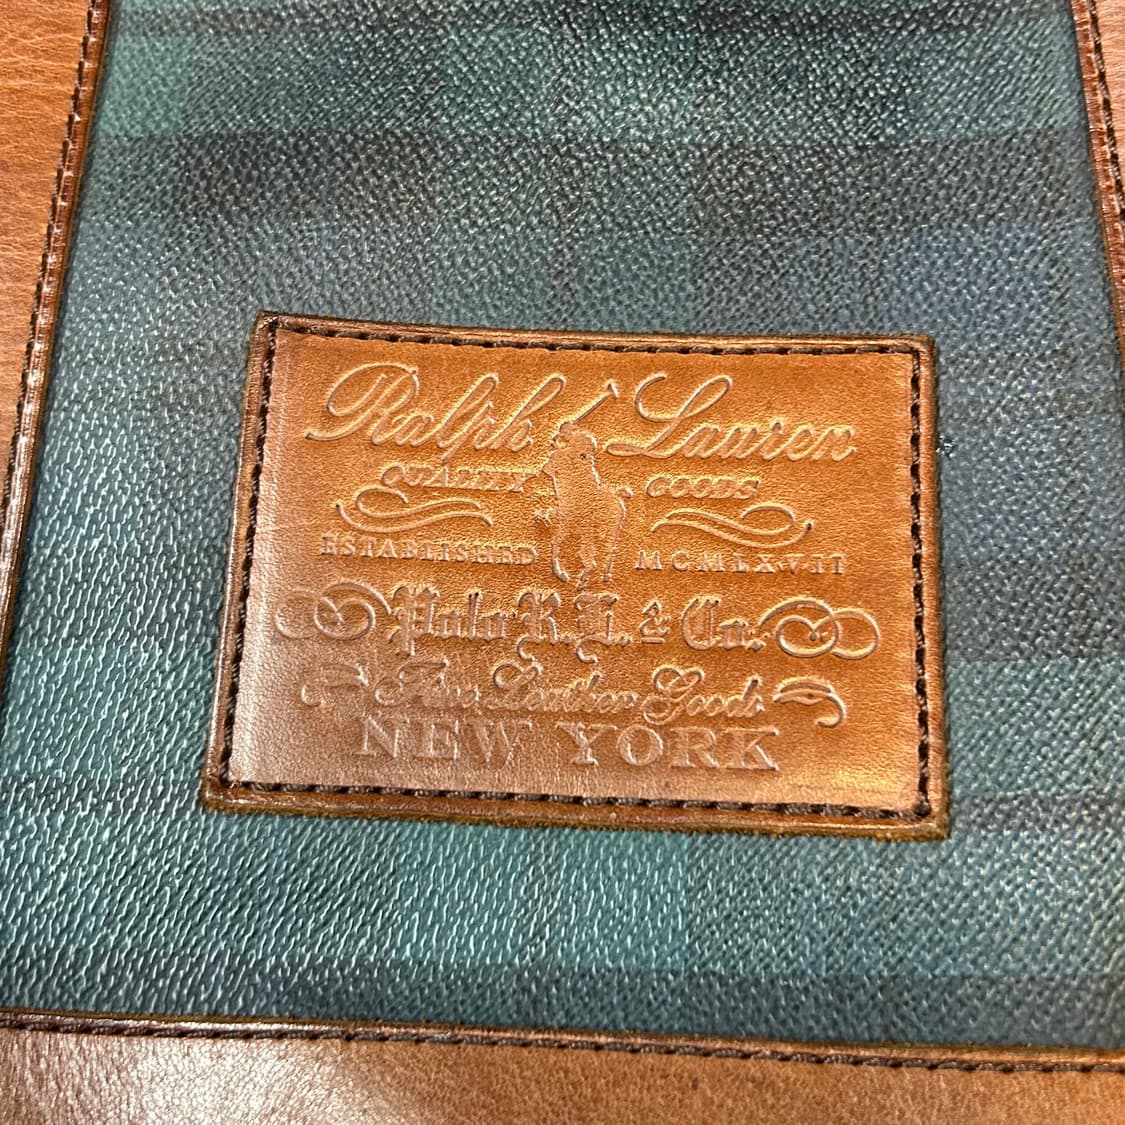 Ralph Lauren
QUALITY GOODS
ESTABLISHED MCMLXVII
Polo R.L. & Co.
Fine Leather Goods
NEW YORK